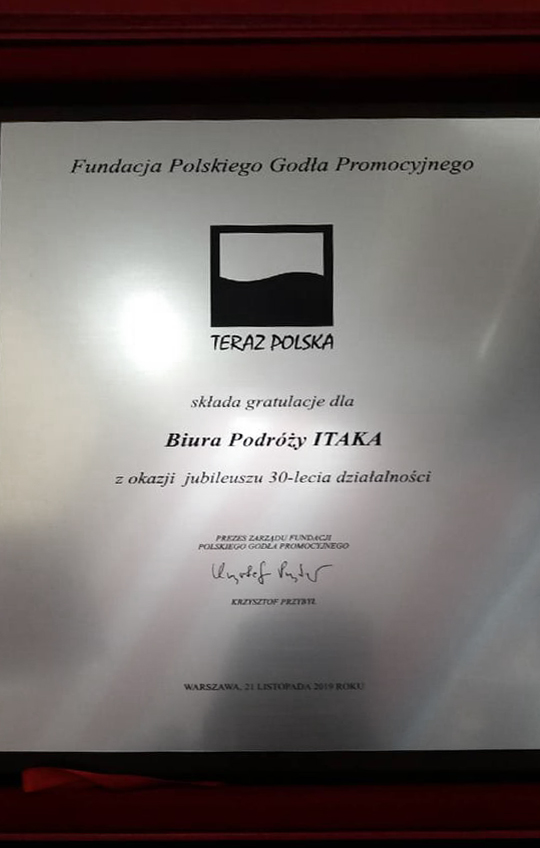 Fundacja Polskiego Godła Promocyjnego
TERAZ POLSKA
składa gratulacje dla
Biura Podróży ITAKA
z okazji jubileuszu 30-lecia działalności
PREZES ZARZĄDU FUNDACJI
POLSKIEGO GODŁA PROMOCYJNEGO
KRZYSZTOF PRZYBYŁ
WARSZAWA, 21 LISTOPADA 2019 ROKU